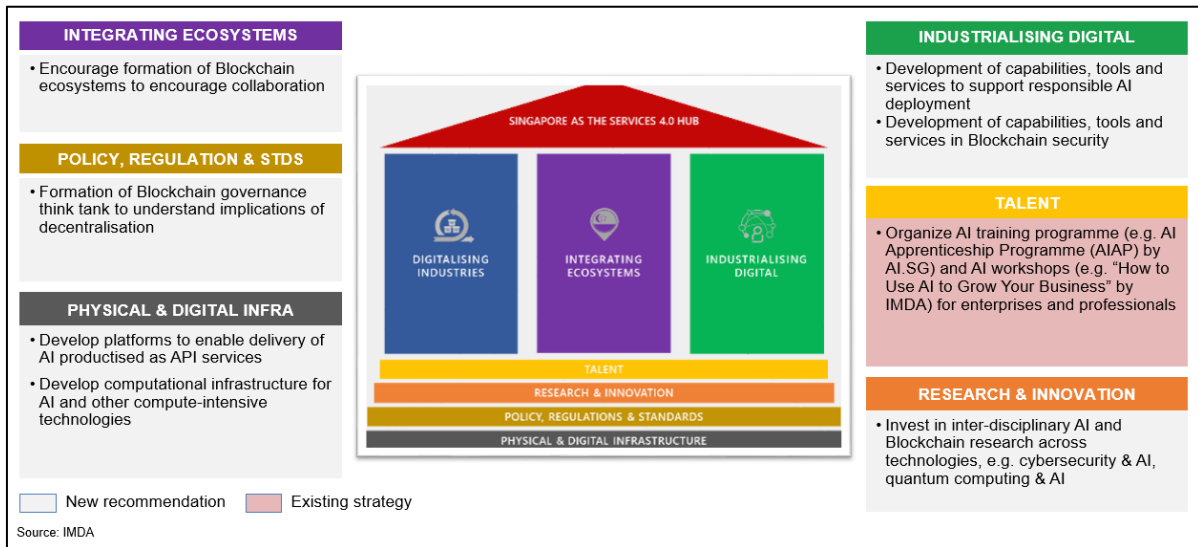 INTEGRATING ECOSYSTEMS
• Encourage formation of Blockchain
ecosystems to encourage collaboration
POLICY, REGULATION & STDS
• Formation of Blockchain governance
think tank to understand implications of
decentralisation
PHYSICAL & DIGITAL INFRA
• Develop platforms to enable delivery of
AI productised as API services
• Develop computational infrastructure for
AI and other compute-intensive
technologies
SINGAPORE AS THE SERVICES 4.0 HUB
DIGITALISING
INDUSTRIES
INTEGRATING
ECOSYSTEMS
INDUSTRIALISING
DIGITAL
TALENT
RESEARCH & INNOVATION
POLICY, REGULATIONS & STANDARDS
PHYSICAL & DIGITAL INFRASTRUCTURE
INDUSTRIALISING DIGITAL
• Development of capabilities, tools and
services to support responsible AI
deployment
• Development of capabilities, tools and
services in Blockchain security
TALENT
• Organize AI training programme (e.g. AI
Apprenticeship Programme (AIAP) by
AI.SG) and AI workshops (e.g. “How to
Use AI to Grow Your Business” by
IMDA) for enterprises and professionals
RESEARCH & INNOVATION
• Invest in inter-disciplinary AI and
Blockchain research across
technologies, e.g. cybersecurity & AI,
quantum computing & AI
New recommendation
Existing strategy
Source: IMDA